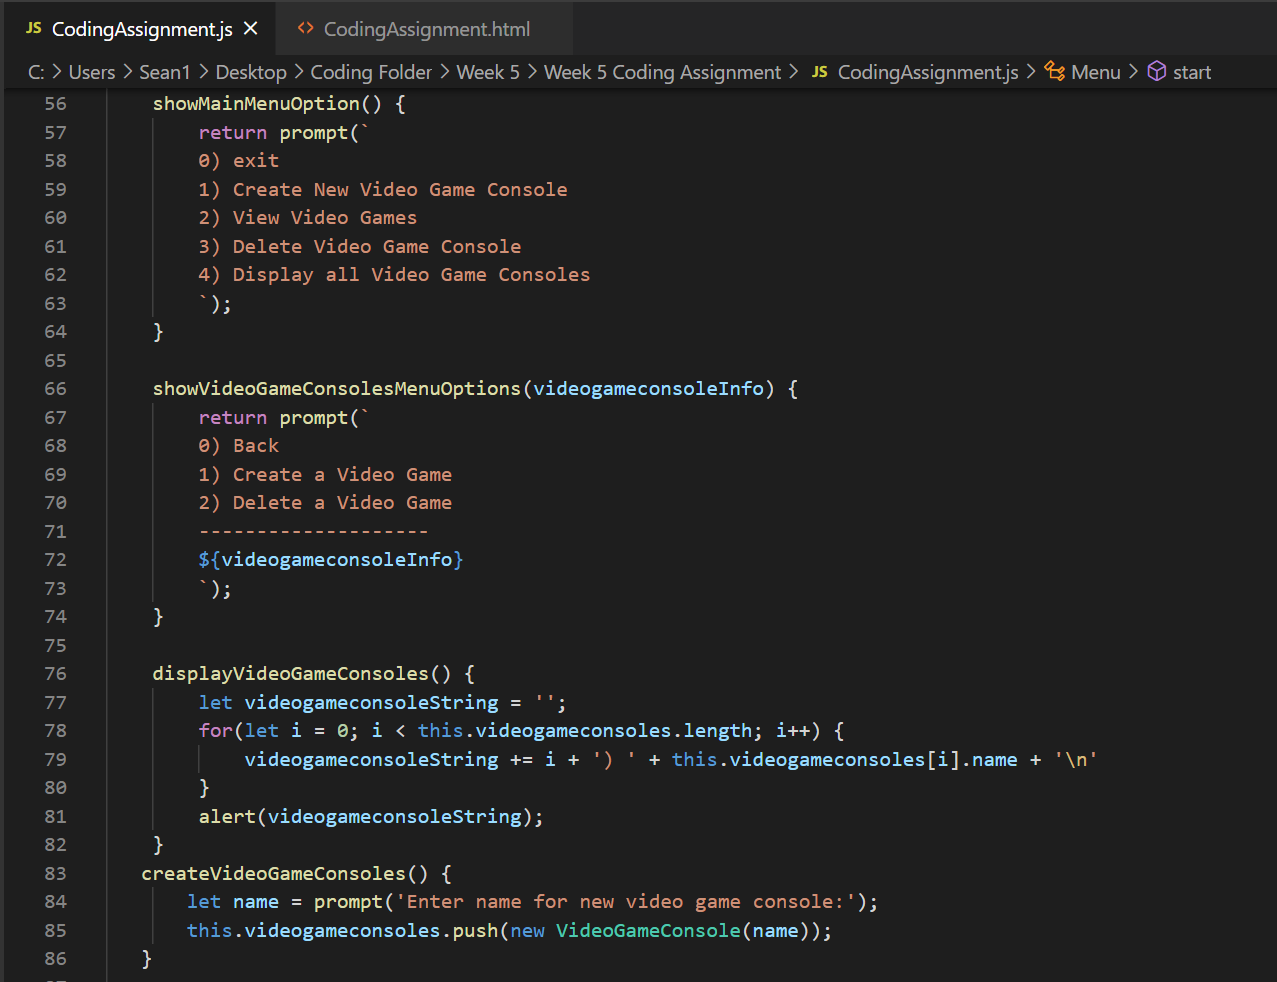 JS CodingAssignment.js × <> CodingAssignment.html
C: > Users > Sean1 > Desktop > Coding Folder > Week 5 > Week 5 Coding Assignment > JS CodingAssignment.js > Menu > start
56 showMainMenuOption() {
57 return prompt(`
58 0) exit
59 1) Create New Video Game Console
60 2) View Video Games
61 3) Delete Video Game Console
62 4) Display all Video Game Consoles
63 `);
64 }
65
66 showVideoGameConsolesMenuOptions(videogameconsoleInfo) {
67 return prompt(`
68 0) Back
69 1) Create a Video Game
70 2) Delete a Video Game
71 --------------------
72 ${videogameconsoleInfo}
73 `);
74 }
75
76 displayVideoGameConsoles() {
77 let videogameconsoleString = '';
78 for(let i = 0; i < this.videogameconsoles.length; i++) {
79 videogameconsoleString += i + ') ' + this.videogameconsoles[i].name + '\n'
80 }
81 alert(videogameconsoleString);
82 }
83 createVideoGameConsoles() {
84 let name = prompt('Enter name for new video game console:');
85 this.videogameconsoles.push(new VideoGameConsole(name));
86 }